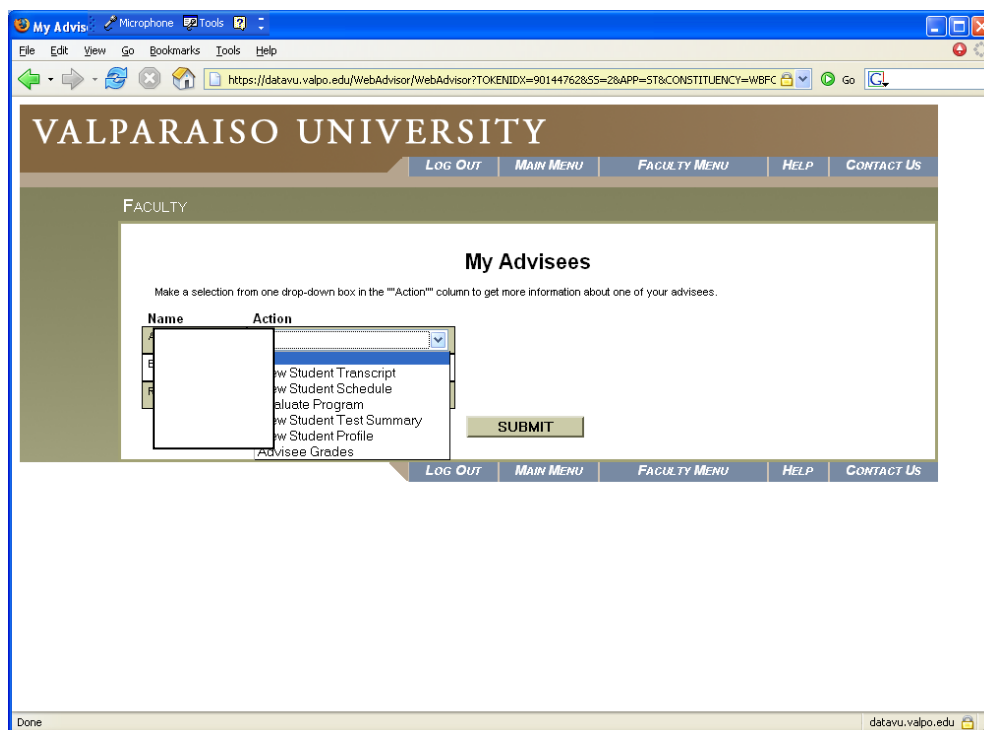 My Advis
Microphone Tools
File Edit View Go Bookmarks Tools Help
https://datavu.valpo.edu/WebAdvisor/WebAdvisor?TOKENIDX=90144762&SS=2&APP=ST&CONSTITUENCY=WBFC Go G
VALPARAISO UNIVERSITY
LOG OUT MAIN MENU FACULTY MENU HELP CONTACT US
FACULTY
My Advisees
Make a selection from one drop-down box in the ""Action"" column to get more information about one of your advisees.
Name Action
ew Student Transcript
ew Student Schedule
aluate Program
ew Student Test Summary
ew Student Profile
Advisee Grades
SUBMIT
LOG OUT MAIN MENU FACULTY MENU HELP CONTACT US
Done datavu.valpo.edu